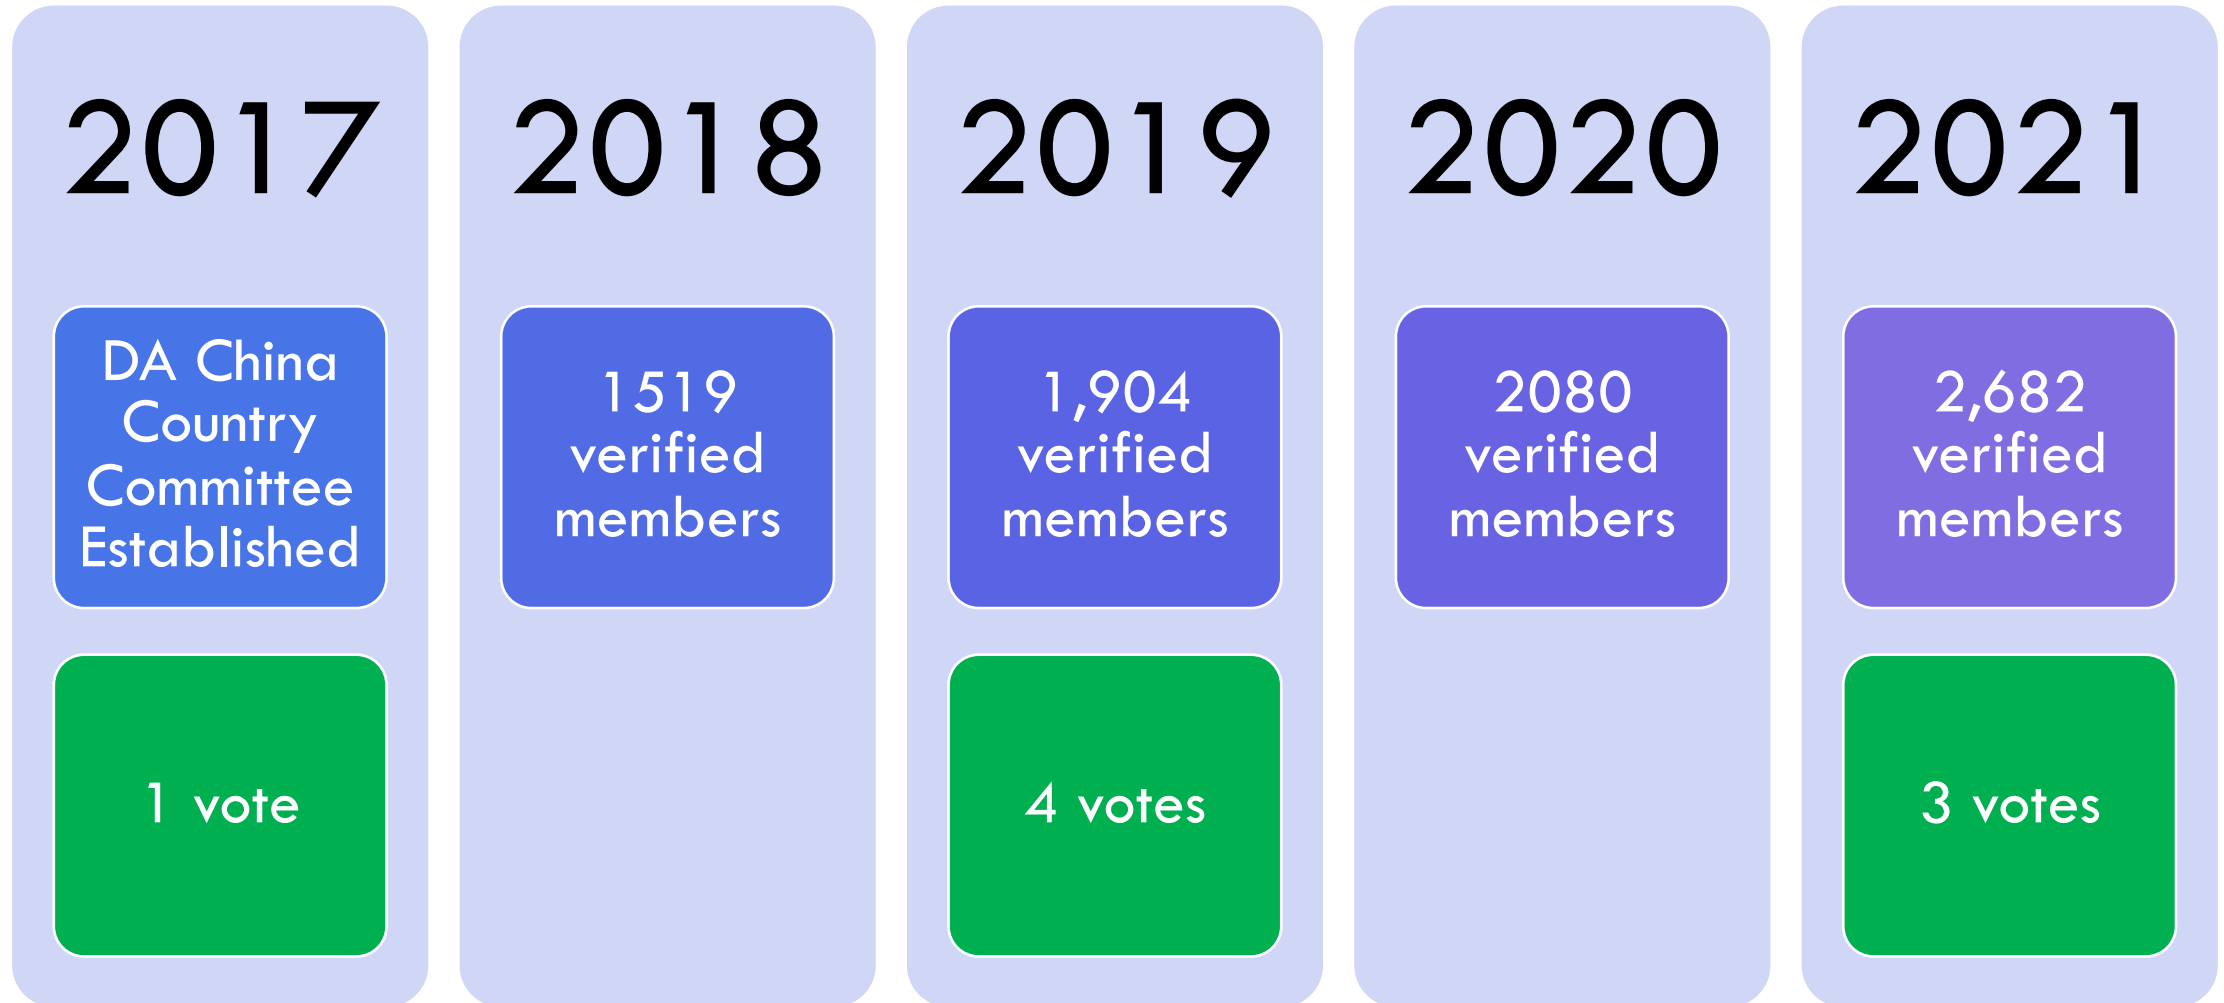 2017
DA China
Country
Committee
Established
1 vote
2018
1519
verified
members
2019
1,904
verified
members
4 votes
2020
2080
verified
members
2021
2,682
verified
members
3 votes